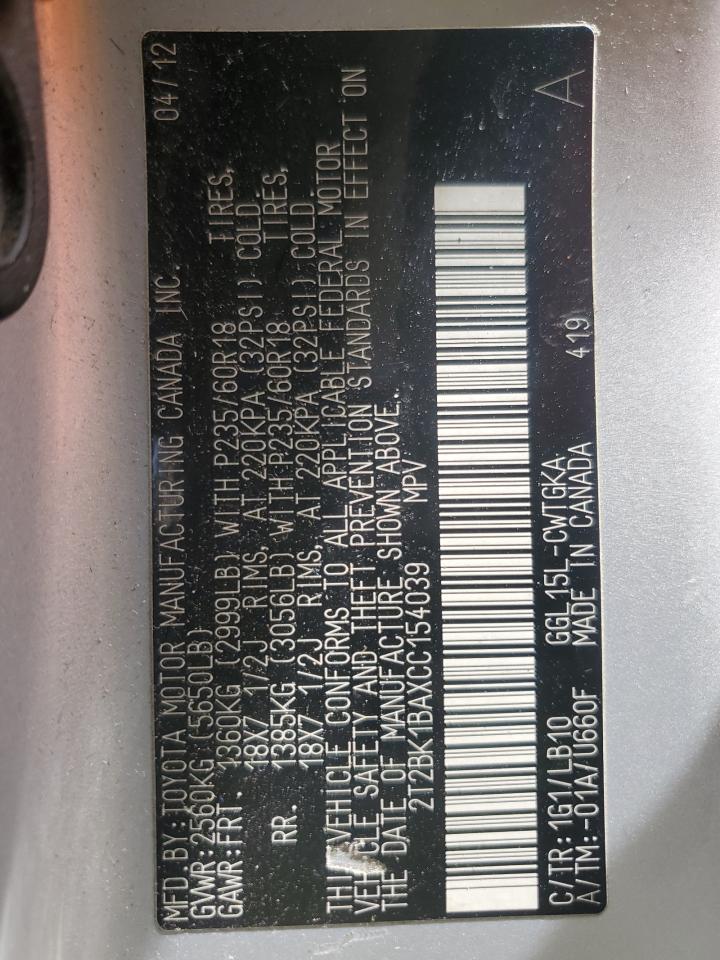 MFD.BY:TOYOTA MOTOR MANUFACTURING CANADA INC. 04/12
GVWR:2560KG(5650LB)
GAWR:FRT. 1360KG (2999LB) WITH P235/60R18 TIRES,
18X7 1/2J RIMS, AT 220KPA (32PSI) COLD
RR. 1385KG (3056LB) WITH P235/60R18 TIRES,
18X7 1/2J RIMS, AT 220KPA (32PSI) COLD
VEHICLE CONFORMS TO ALL APPLICABLE FEDERAL MOTOR
SAFETY AND THEFT PREVENTION STANDARDS IN EFFECT ON
THE DATE OF MANUFACTURE SHOWN ABOVE.
2T2BK1BAXCC154039 MPV
C/TR: 1G1/LB10 GGL15L-CWTGKA 419 A
A/TM:-01A/U660F MADE IN CANADA